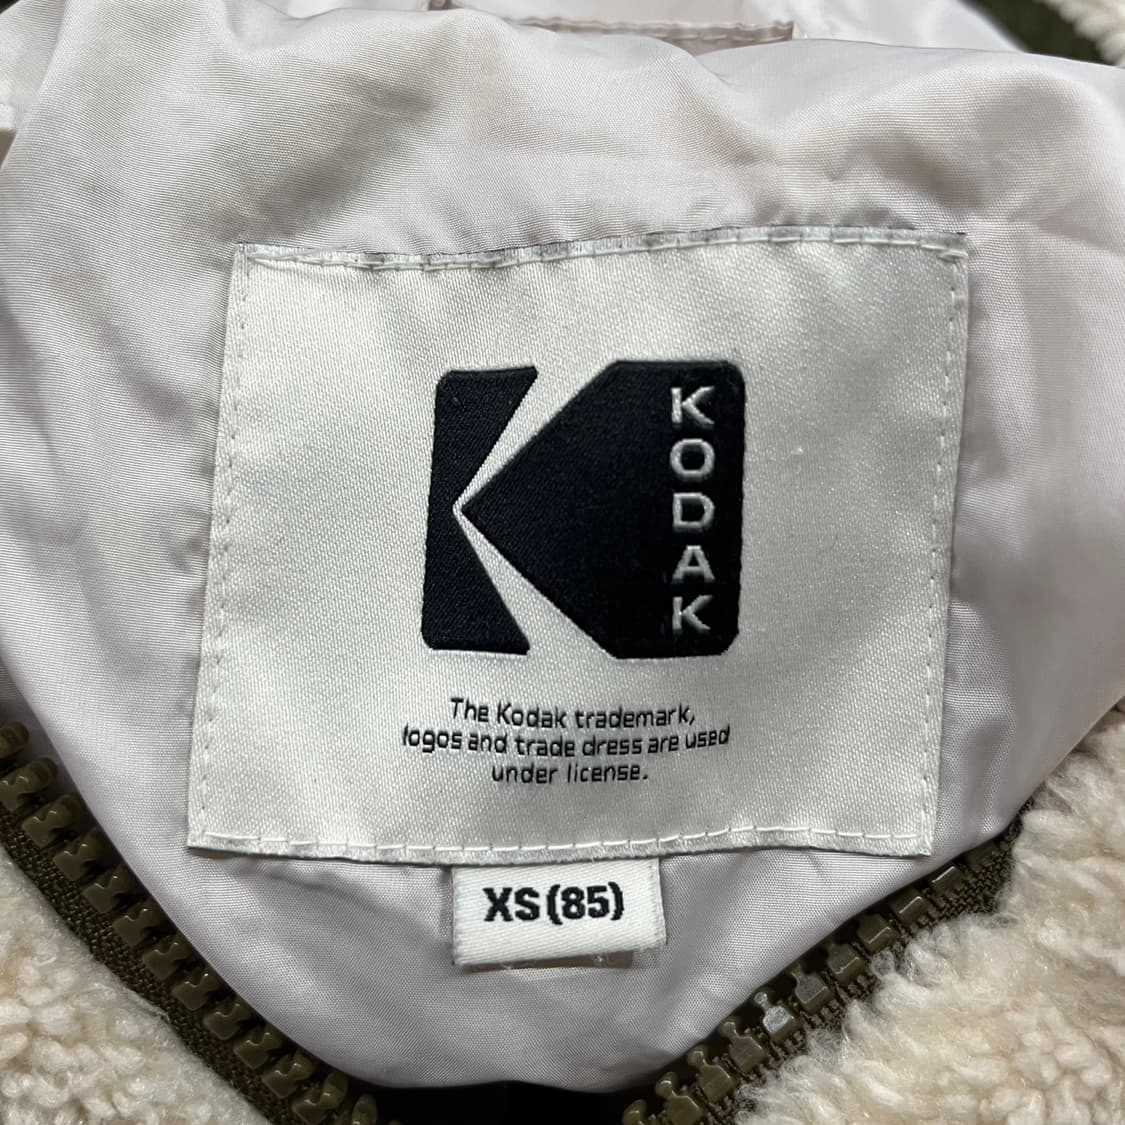 KODAK
The Kodak trademark,
logos and trade dress are used
under license.
XS(85)